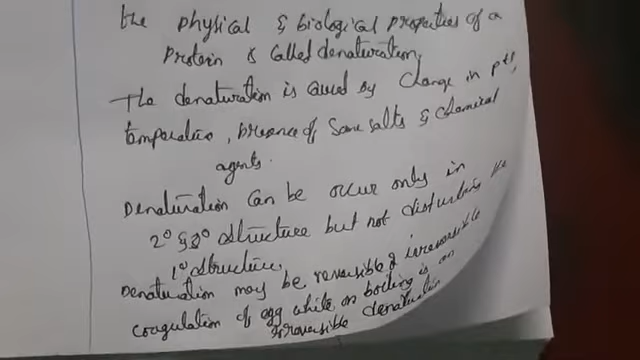 the physical & biological properties of a
Protein is called denaturation.
The denaturation is caused by change in pH,
temperature, presence of some salts & chemical
agents.
Denaturation can be occur only in
2° & 3° structure but not disturbing the
1° structure.
Denaturation may be reversible & irreversible
coagulation of egg white on boiling is an
irreversible denaturation